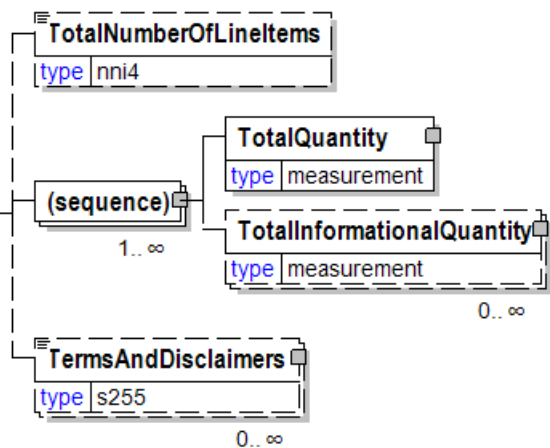 TotalNumberOfLineItems
type nni4
TotalQuantity
type measurement
(sequence)
1.. ∞
TotalInformationalQuantity
type measurement
0.. ∞
TermsAndDisclaimers
type s255
0.. ∞